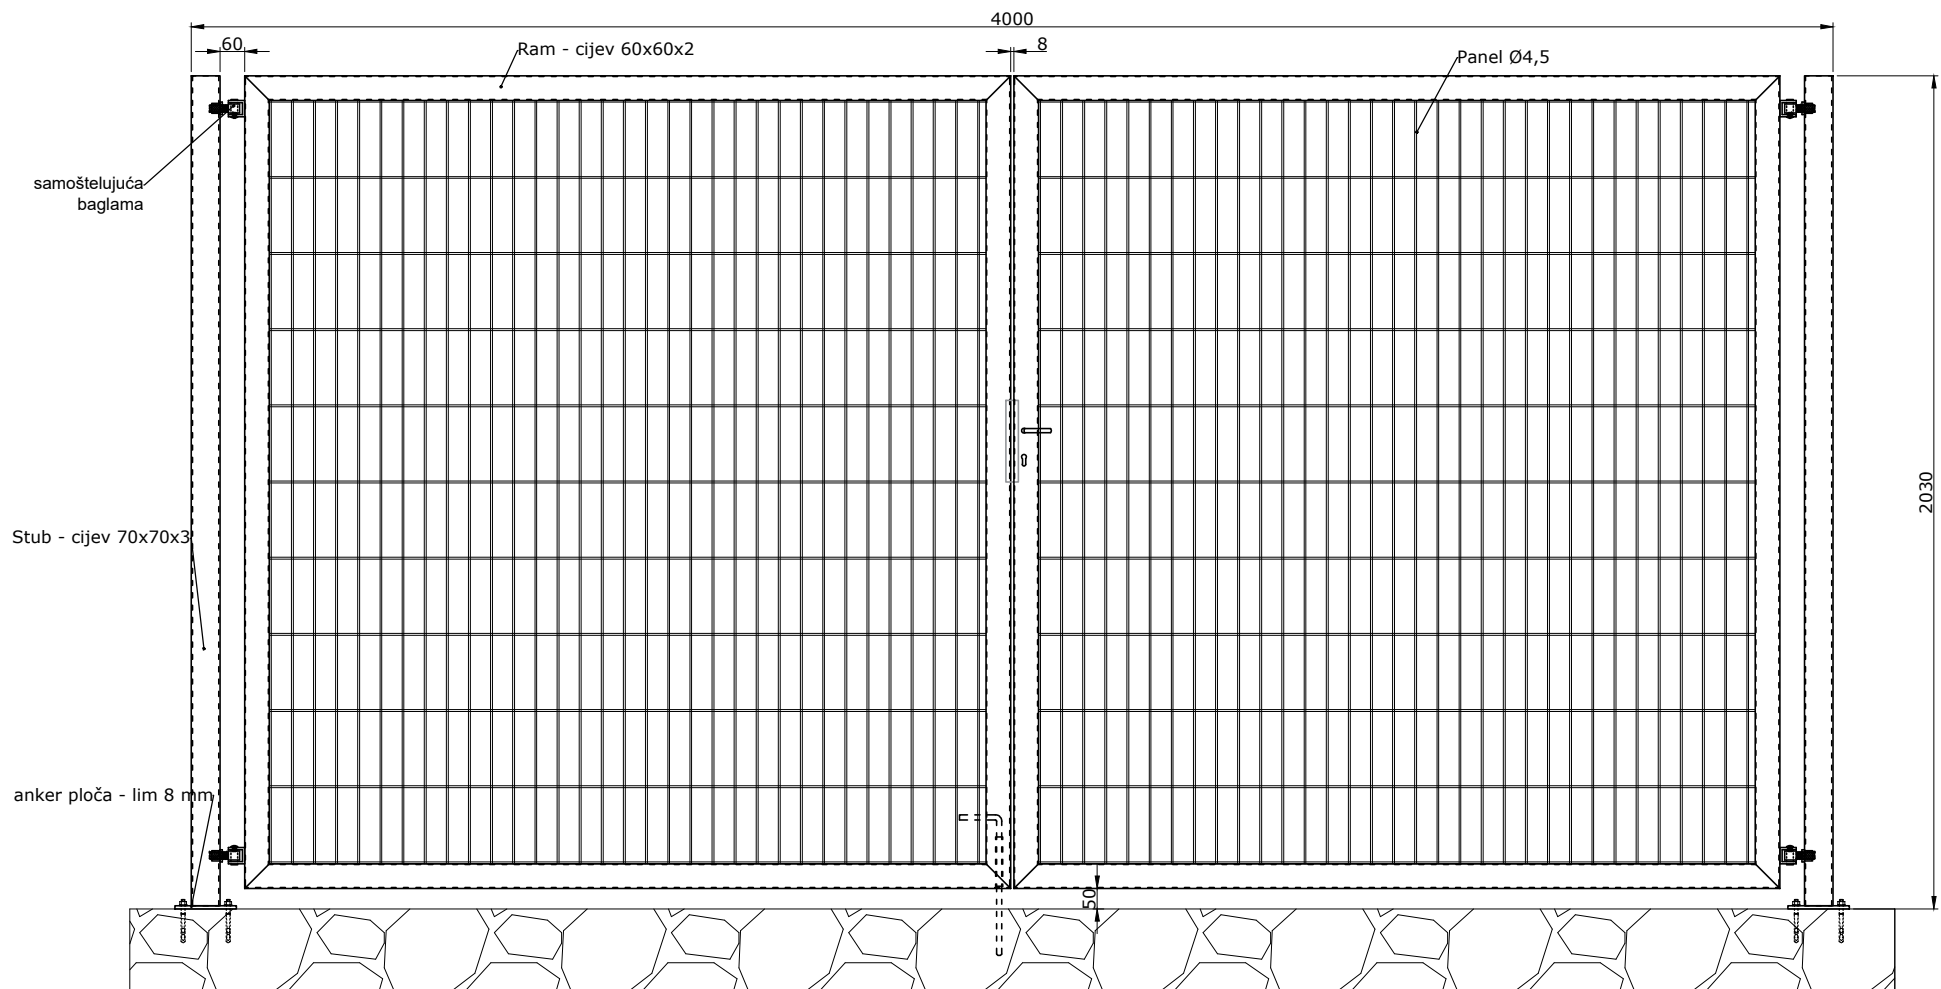 4000
60
Ram - cijev 60x60x2
8
Panel Ø4,5
samoštelujuća
baglama
2030
Stub - cijev 70x70x3
anker ploča - lim 8 mm
50